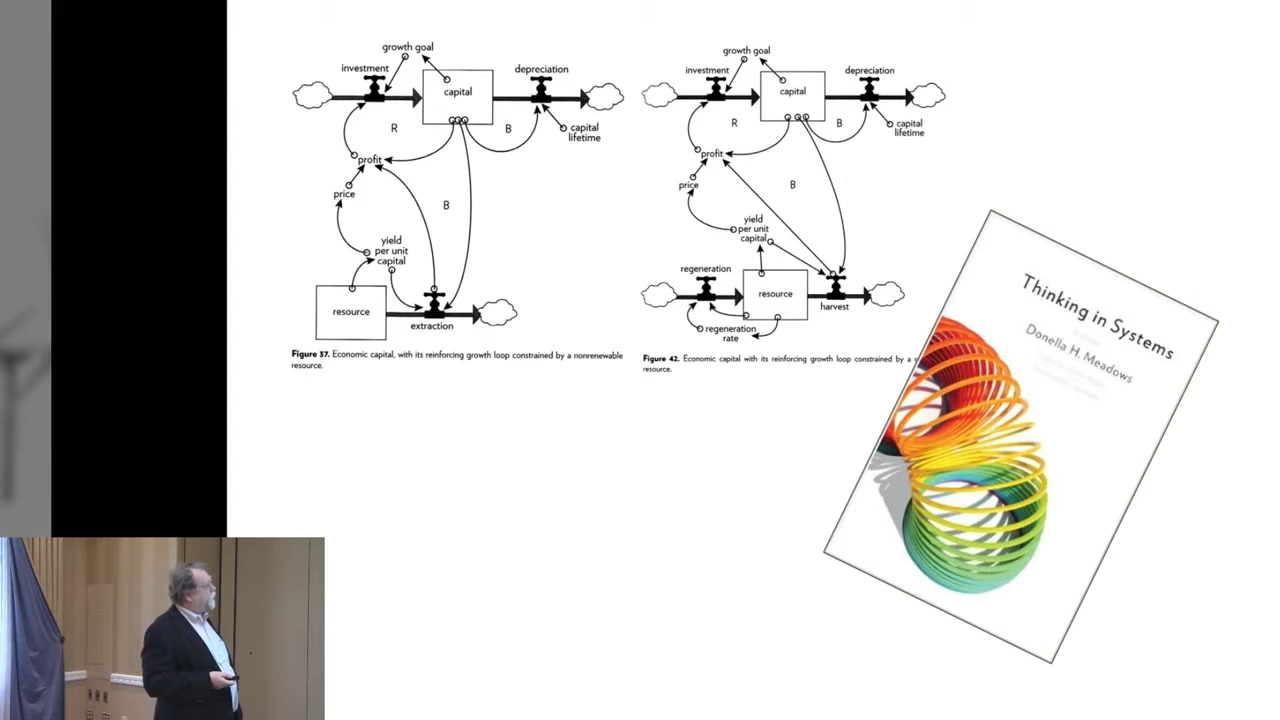 growth goal
investment
capital
depreciation
R
B
capital
lifetime
profit
price
B
yield
per unit
capital
resource
extraction
Figure 37. Economic capital, with its reinforcing growth loop constrained by a nonrenewable
resource.
growth goal
investment
capital
depreciation
R
B
capital
lifetime
profit
price
B
yield
per unit
capital
regeneration
resource
harvest
regeneration
rate
Figure 42. Economic capital with its reinforcing growth loop constrained by a
resource.
Thinking in Systems
Donella H. Meadows